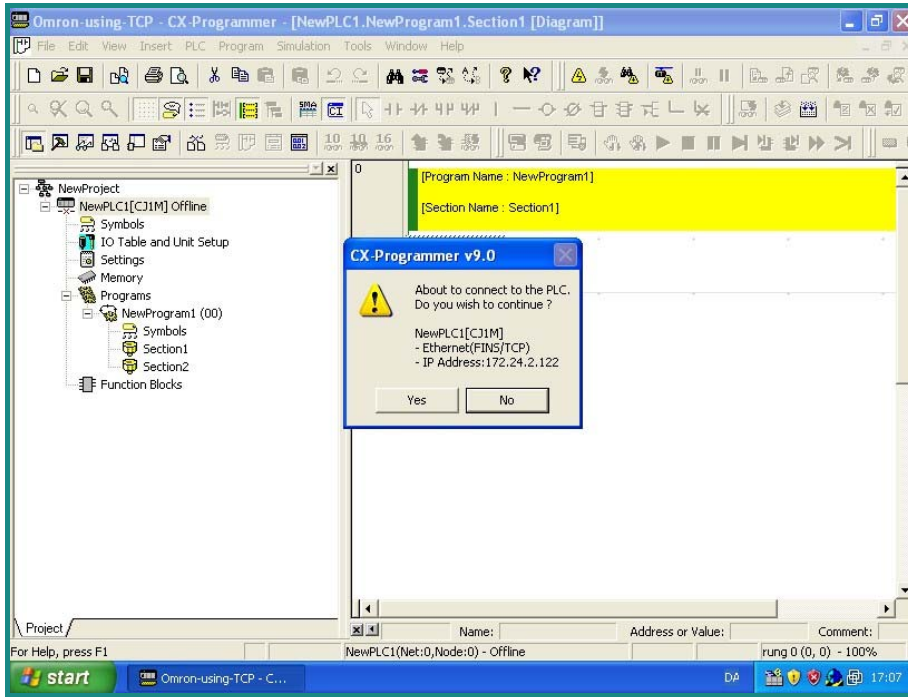 Omron-using-TCP - CX-Programmer - [NewPLC1.NewProgram1.Section1 [Diagram]]
File Edit View Insert PLC Program Simulation Tools Window Help
SMA
10 10 16
0
[Program Name : NewProgram1]
[Section Name : Section1]
NewProject
NewPLC1[CJ1M] Offline
Symbols
IO Table and Unit Setup
Settings
Memory
Programs
NewProgram1 (00)
Symbols
Section1
Section2
Function Blocks
CX-Programmer v9.0
About to connect to the PLC.
Do you wish to continue ?
NewPLC1[CJ1M]
- Ethernet(FINS/TCP)
- IP Address:172.24.2.122
Yes No
Project
Name: Address or Value: Comment:
For Help, press F1 NewPLC1(Net:0,Node:0) - Offline rung 0 (0, 0) - 100%
start Omron-using-TCP - C... DA 17:07